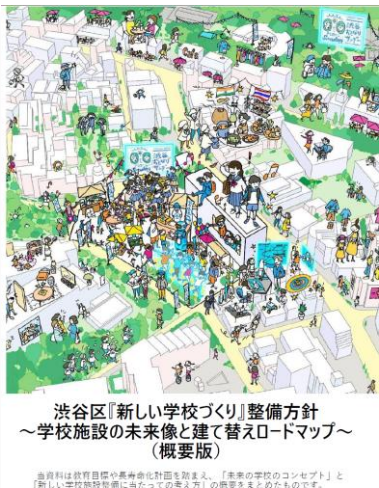 渋谷区『新しい学校づくり』整備方針
～学校施設の未来像と建て替えロードマップ～
（概要版）
当資料は教育目標や長寿命化計画を踏まえ、「未来の学校のコンセプト」と
「新しい学校施設整備に当たっての考え方」の概要をまとめたものです。